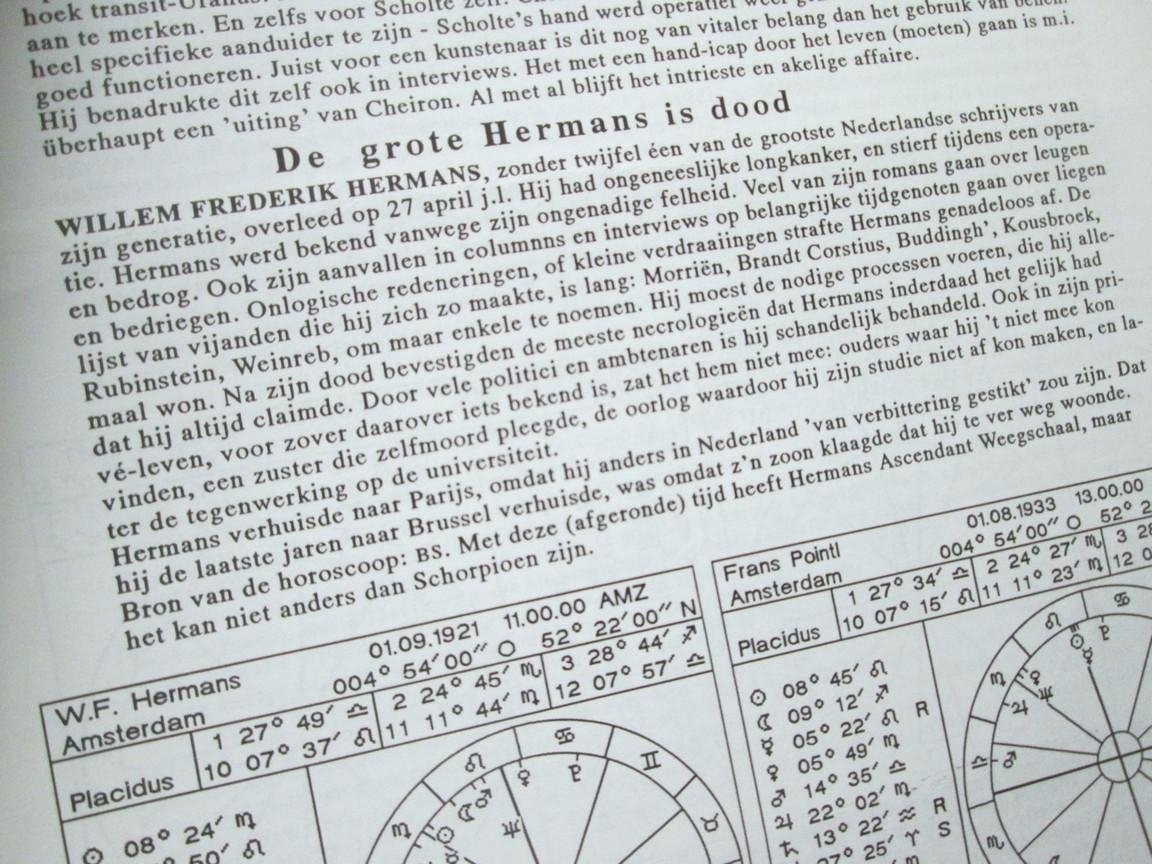 hoek transit-
aan te merken. En zelfs voor Scholte zelf.
heel specifieke aanduider te zijn - Scholte's hand werd operatief
goed functioneren. Juist voor een kunstenaar is dit nog van vitaler belang dan het gebruik van
Hij benadrukte dit zelf ook in interviews. Het met een hand-icap door het leven (moeten) gaan is m.i.
überhaupt een 'uiting' van Cheiron. Al met al blijft het intrieste en akelige affaire.
De grote Hermans is dood
WILLEM FREDERIK HERMANS, zonder twijfel één van de grootste Nederlandse schrijvers van
zijn generatie, overleed op 27 april j.l. Hij had ongeneeslijke longkanker, en stierf tijdens een opera-
tie. Hermans werd bekend vanwege zijn ongenadige felheid. Veel van zijn romans gaan over leugen
en bedrog. Ook zijn aanvallen in columnns en interviews op belangrijke tijdgenoten gaan over liegen
en bedriegen. Onlogische redeneringen, of kleine verdraaiingen strafte Hermans genadeloos af. De
lijst van vijanden die hij zich zo maakte, is lang: Morriën, Brandt Corstius, Buddingh', Kousbroek,
Rubinstein, Weinreb, om maar enkele te noemen. Hij moest de nodige processen voeren, die hij alle-
maal won. Na zijn dood bevestigden de meeste necrologieën dat Hermans inderdaad het gelijk had
dat hij altijd claimde. Door vele politici en ambtenaren is hij schandelijk behandeld. Ook in zijn pri-
vé-leven, voor zover daarover iets bekend is, zat het hem niet mee: ouders waar hij 't niet mee kon
vinden, een zuster die zelfmoord pleegde, de oorlog waardoor hij zijn studie niet af kon maken, en la-
ter de tegenwerking op de universiteit.
Hermans verhuisde naar Parijs, omdat hij anders in Nederland 'van verbittering gestikt' zou zijn. Dat
hij de laatste jaren naar Brussel verhuisde, was omdat z'n zoon klaagde dat hij te ver weg woonde.
Bron van de horoscoop: BS. Met deze (afgeronde) tijd heeft Hermans Ascendant Weegschaal, maar
het kan niet anders dan Schorpioen zijn.
W.F. Hermans 01.09.1921 11.00.00 AMZ
Amsterdam 004° 54'00" O 52° 22'00" N
Placidus 1 27° 49' ♎ 2 24° 45' ♏ 3 28° 44' ♐
10 07° 37' ♌ 11 11° 44' ♍ 12 07° 57' ♎
☉ 08° 24' ♍
50' ♌
Frans Pointl 01.08.1933 13.00.00
Amsterdam 004° 54'00" O 52° 2
Placidus 1 27° 34' ♎ 2 24° 27' ♏ 3 28
10 07° 15' ♌ 11 11° 23' ♍ 12 0
☉ 08° 45' ♌
☾ 09° 12' ♐
☿ 05° 22' ♌ R
♀ 05° 49' ♍
♂ 14° 35' ♎
♃ 22° 02' ♍
♄ 13° 22' ♒ R
27° 25' ♈ S